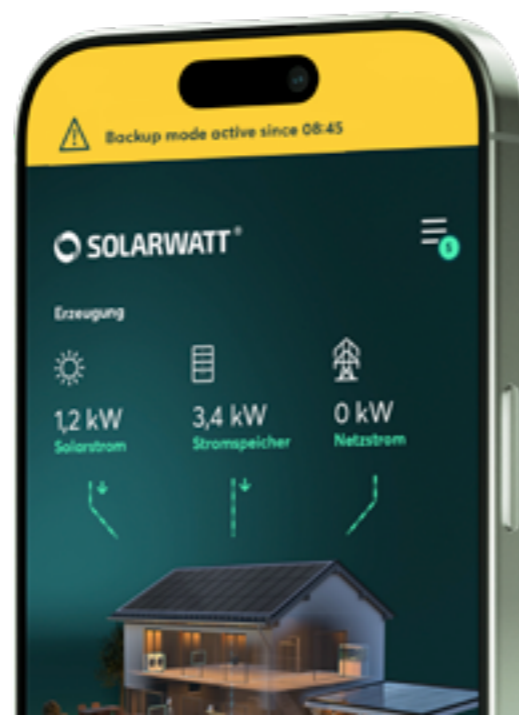 Backup mode active since 08:45
SOLARWATT®
5
Erzeugung
1,2 kW 3,4 kW 0 kW
Solarstrom Stromspeicher Netzstrom